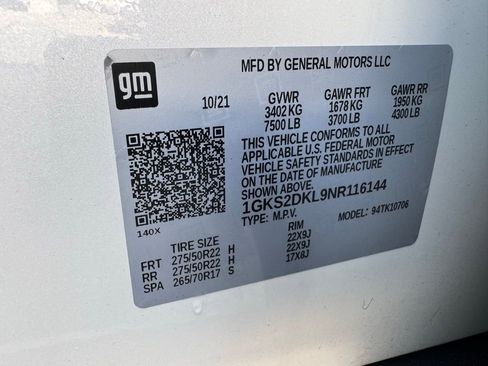 gm
MFD BY GENERAL MOTORS LLC
10/21 GVWR GAWR FRT GAWR RR
3402 KG 1678 KG 1950 KG
7500 LB 3700 LB 4300 LB
THIS VEHICLE CONFORMS TO ALL
APPLICABLE U.S. FEDERAL MOTOR
VEHICLE SAFETY STANDARDS IN EFFECT
ON THE DATE OF MANUFACTURE
SHOWN ABOVE.
1GKS2DKL9NR116144
TYPE: M.P.V. MODEL: 94TK10706
140X
TIRE SIZE RIM
FRT 275/50R22 H 22X9J
RR 275/50R22 H 22X9J
SPA 265/70R17 S 17X8J